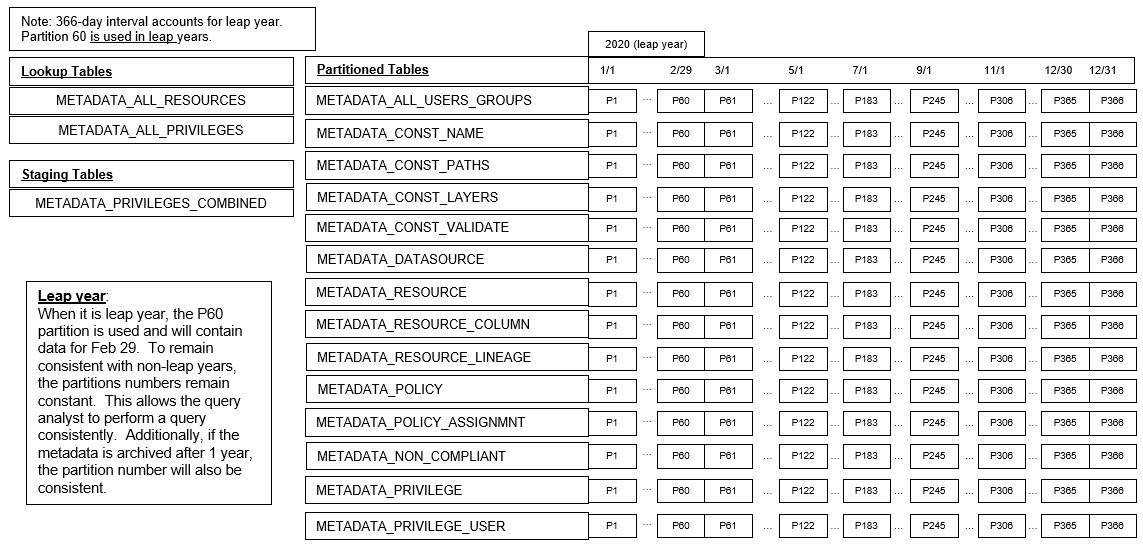 Note: 366-day interval accounts for leap year.
Partition 60 is used in leap years.
Lookup Tables
METADATA_ALL_RESOURCES
METADATA_ALL_PRIVILEGES
Staging Tables
METADATA_PRIVILEGES_COMBINED
Leap year:
When it is leap year, the P60
partition is used and will contain
data for Feb 29. To remain
consistent with non-leap years,
the partitions numbers remain
constant. This allows the query
analyst to perform a query
consistently. Additionally, if the
metadata is archived after 1 year,
the partition number will also be
consistent.
2020 (leap year)
Partitioned Tables 1/1 2/29 3/1 5/1 7/1 9/1 11/1 12/30 12/31
METADATA_ALL_USERS_GROUPS P1 ... P60 P61 ... P122 ... P183 ... P245 ... P306 ... P365 P366
METADATA_CONST_NAME P1 ... P60 P61 ... P122 ... P183 ... P245 ... P306 ... P365 P366
METADATA_CONST_PATHS P1 ... P60 P61 ... P122 ... P183 ... P245 ... P306 ... P365 P366
METADATA_CONST_LAYERS P1 ... P60 P61 ... P122 ... P183 ... P245 ... P306 ... P365 P366
METADATA_CONST_VALIDATE P1 ... P60 P61 ... P122 ... P183 ... P245 ... P306 ... P365 P366
METADATA_DATASOURCE P1 ... P60 P61 ... P122 ... P183 ... P245 ... P306 ... P365 P366
METADATA_RESOURCE P1 ... P60 P61 ... P122 ... P183 ... P245 ... P306 ... P365 P366
METADATA_RESOURCE_COLUMN P1 ... P60 P61 ... P122 ... P183 ... P245 ... P306 ... P365 P366
METADATA_RESOURCE_LINEAGE P1 ... P60 P61 ... P122 ... P183 ... P245 ... P306 ... P365 P366
METADATA_POLICY P1 ... P60 P61 ... P122 ... P183 ... P245 ... P306 ... P365 P366
METADATA_POLICY_ASSIGNMNT P1 ... P60 P61 ... P122 ... P183 ... P245 ... P306 ... P365 P366
METADATA_NON_COMPLIANT P1 ... P60 P61 ... P122 ... P183 ... P245 ... P306 ... P365 P366
METADATA_PRIVILEGE P1 ... P60 P61 ... P122 ... P183 ... P245 ... P306 ... P365 P366
METADATA_PRIVILEGE_USER P1 ... P60 P61 ... P122 ... P183 ... P245 ... P306 ... P365 P366